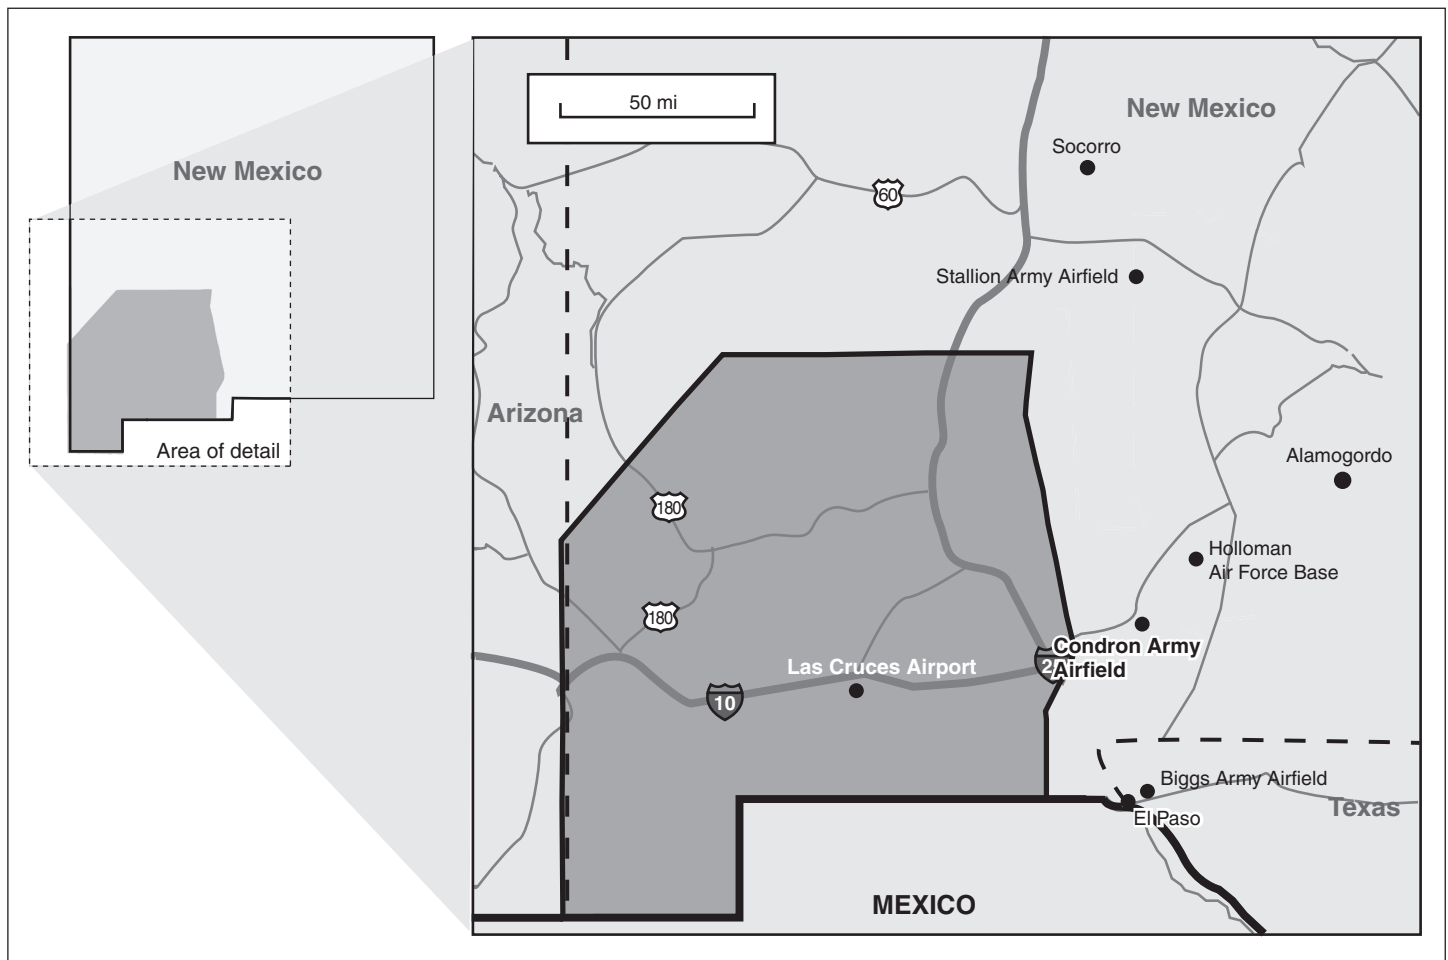 New Mexico
Area of detail
50 mi
New Mexico
Socorro
60
Stallion Army Airfield
Arizona
Alamogordo
180
Holloman
Air Force Base
180
Condron Army
Airfield
Las Cruces Airport
2
10
Biggs Army Airfield
Texas
El Paso
MEXICO